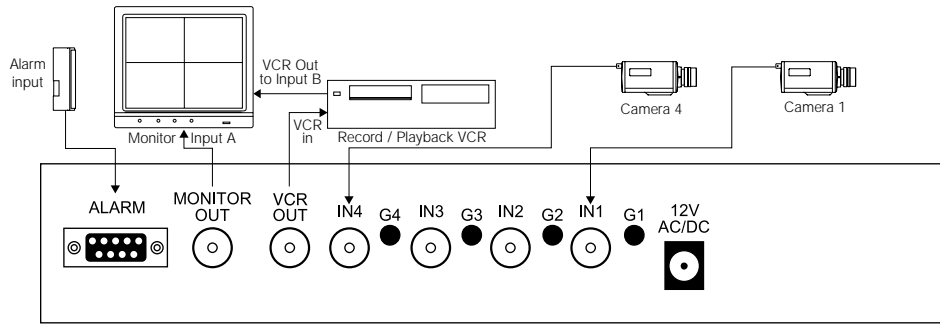 Alarm
input
VCR Out
to Input B
VCR
in
Monitor
Input A
Record / Playback VCR
Camera 4
Camera 1
ALARM
MONITOR
OUT
VCR
OUT
IN4
G4
IN3
G3
IN2
G2
IN1
G1
12V
AC/DC